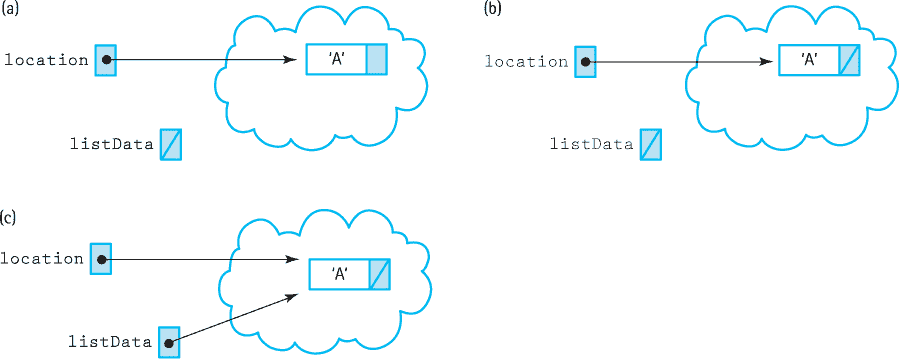 (a)
location
'A'
listData
(b)
location
'A'
listData
(c)
location
'A'
listData